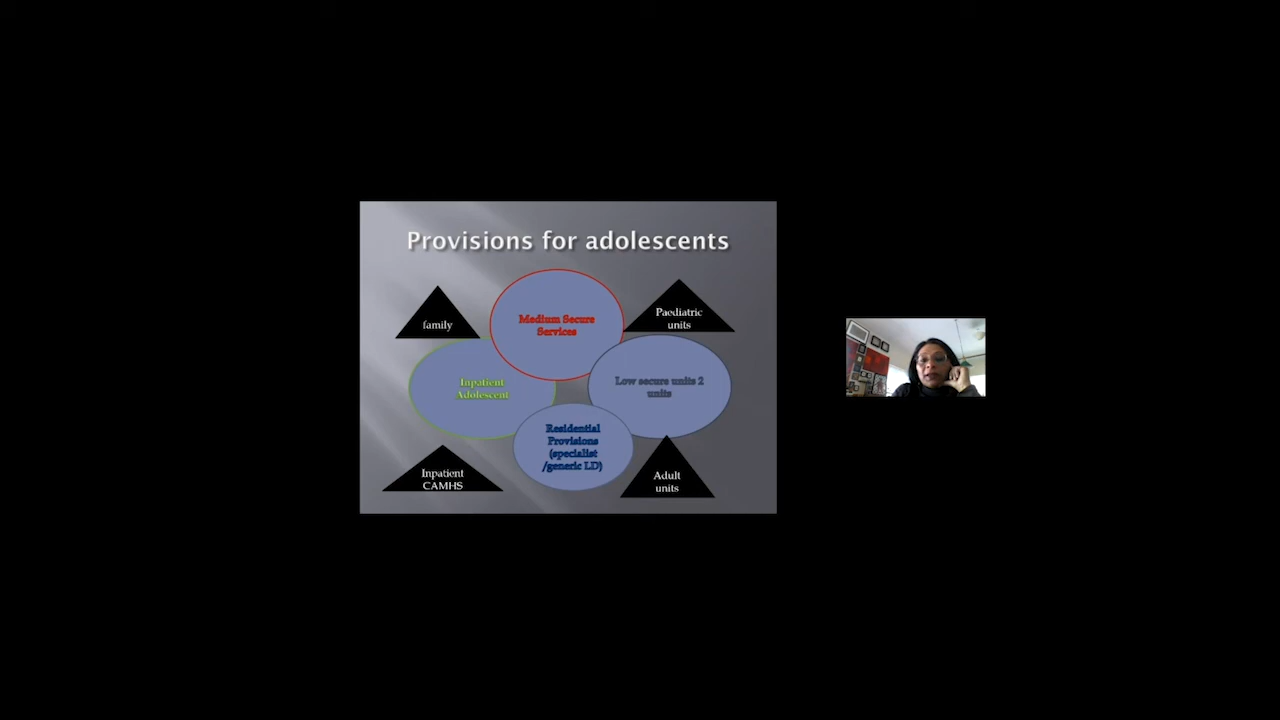 Provisions for adolescents
family
Medium Secure
Services
Paediatric
units
Inpatient
Adolescent
Low secure units 2
units
Residential
Provisions
(specialist
/generic LD)
Inpatient
CAMHS
Adult
units